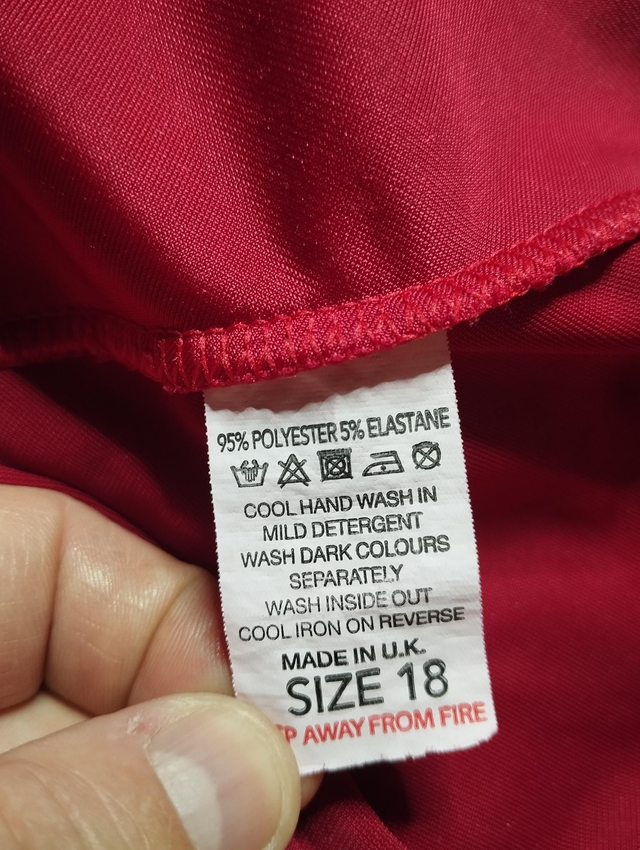 95% POLYESTER 5% ELASTANE
COOL HAND WASH IN
MILD DETERGENT
WASH DARK COLOURS
SEPARATELY
WASH INSIDE OUT
COOL IRON ON REVERSE
MADE IN U.K.
SIZE 18
AWAY FROM FIRE